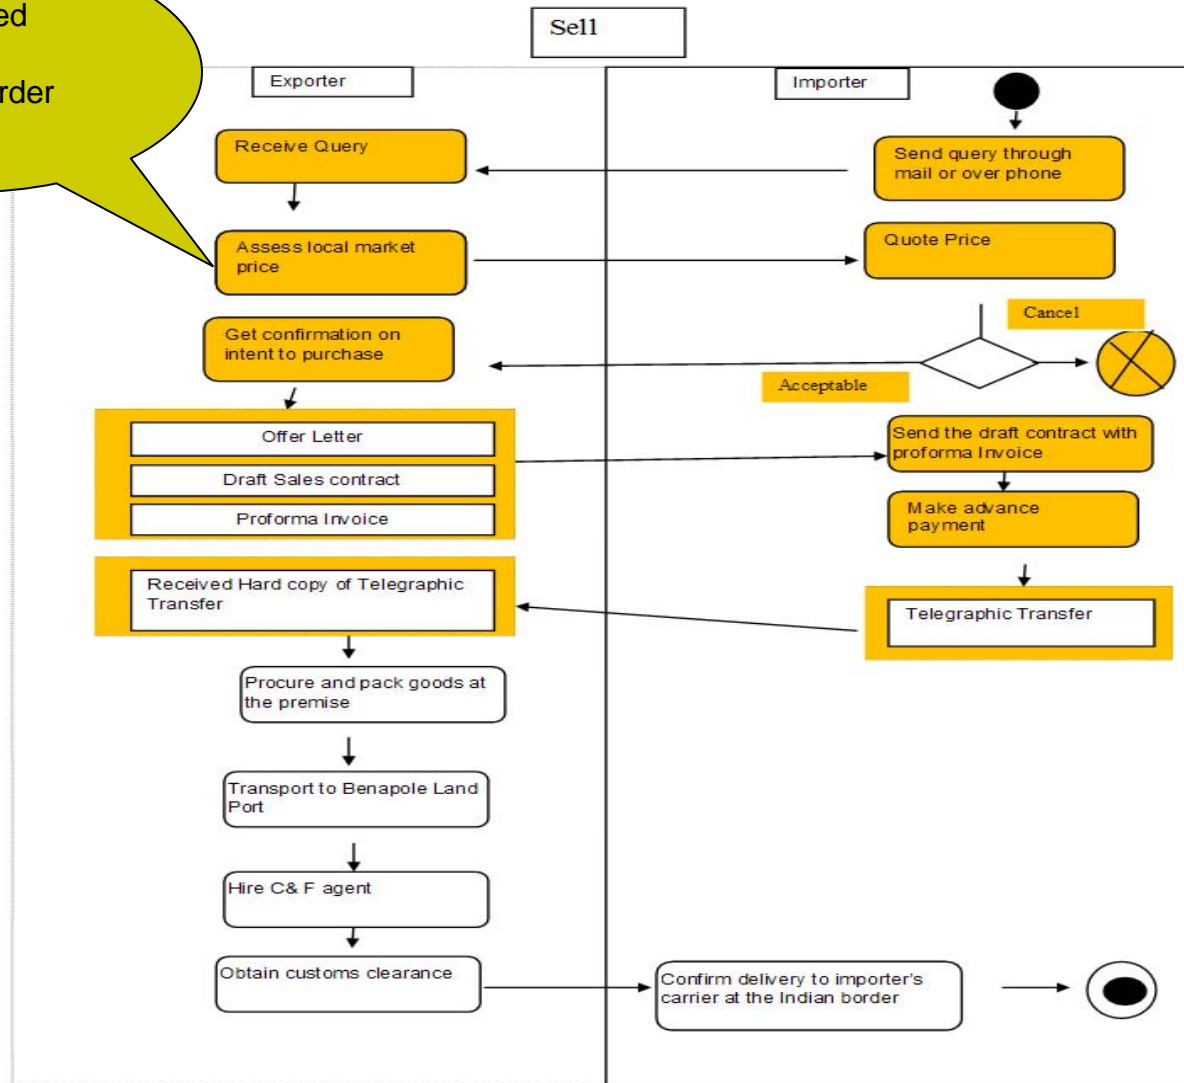 ed
rder
Sell
Exporter
Importer
Receive Query
Send query through
mail or over phone
Assess local market
price
Quote Price
Get confirmation on
intent to purchase
Cancel
Acceptable
Offer Letter
Draft Sales contract
Proforma Invoice
Send the draft contract with
proforma Invoice
Make advance
payment
Received Hard copy of Telegraphic
Transfer
Telegraphic Transfer
Procure and pack goods at
the premise
Transport to Benapole Land
Port
Hire C& F agent
Obtain customs clearance
Confirm delivery to importer's
carrier at the Indian border